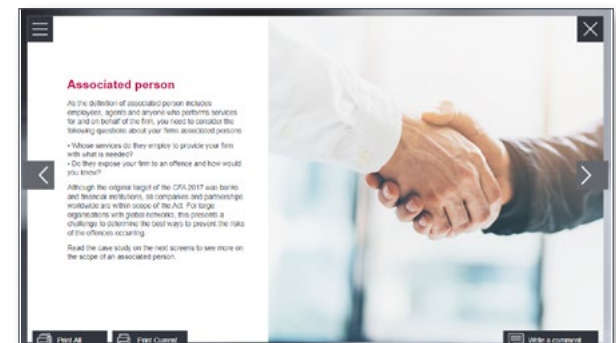 Associated person
As the definition of associated person includes
employees, agents and anyone who performs services
for and on behalf of the firm, you need to consider the
following questions about your firms associated persons
• Whose services do they employ to provide your firm
with what is needed?
• Do they expose your firm to an offence and how would
you know?
Although the original target of the CFA 2017 was banks
and financial institutions, all companies and partnerships
worldwide are within scope of the Act. For large
organisations with global networks, this presents a
challenge to determine the best ways to prevent the risks
of the offences occurring.
Read the case study on the next screens to see more on
the scope of an associated person.
Print All
Print Current
Write a comment